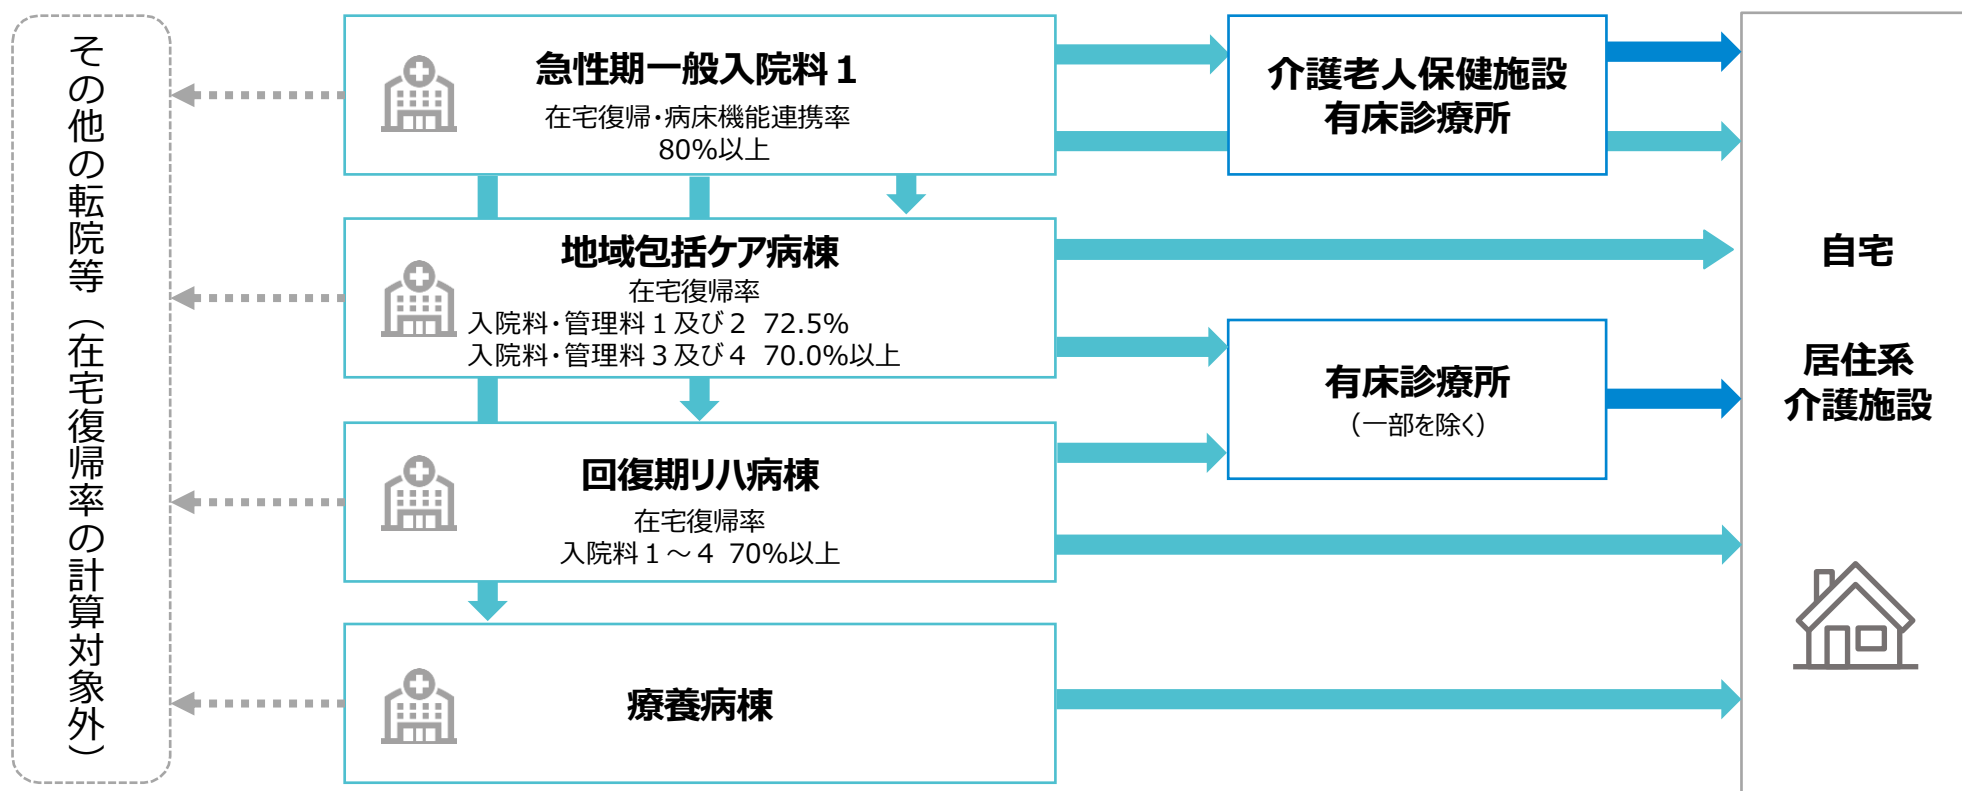 その他の転院等（在宅復帰率の計算対象外）
急性期一般入院料１
在宅復帰・病床機能連携率
80%以上
地域包括ケア病棟
在宅復帰率
入院料・管理料１及び２ 72.5%
入院料・管理料３及び４ 70.0%以上
回復期リハ病棟
在宅復帰率
入院料１～４ 70%以上
療養病棟
介護老人保健施設
有床診療所
有床診療所
（一部を除く）
自宅
居住系
介護施設